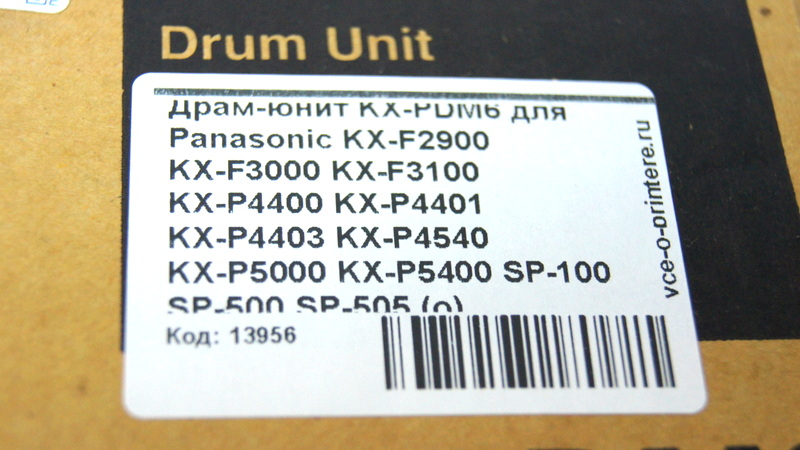 Drum Unit
Драм-юнит KX-PDM6 для
Panasonic KX-F2900
KX-F3000 KX-F3100
KX-P4400 KX-P4401
KX-P4403 KX-P4540
KX-P5000 KX-P5400 SP-100
SP-500 SP-505 (о)
Код: 13956
vce-o-printere.ru